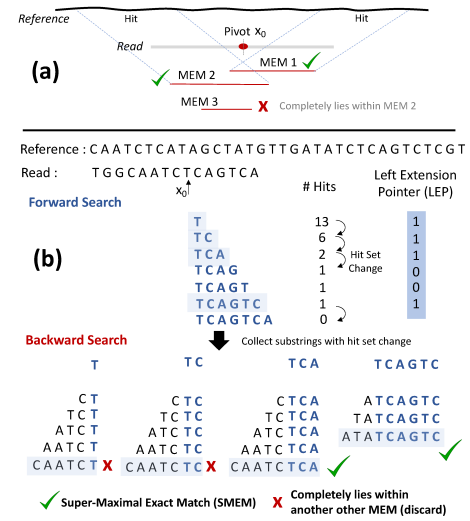 Reference
Hit
Hit
Pivot x0
Read
(a)
MEM 1
MEM 2
MEM 3
X Completely lies within MEM 2
Reference : CAATCTCATAGCTATGTTGATATCTCAGTCTCGT
Read : TGGCAATCTCAGTCA
x0
# Hits
Left Extension
Pointer (LEP)
Forward Search
(b)
T 13 1
TC 6 1
TCA 2 1
TCAG 1 0
TCAGT 1 0
TCAGTC 1 1
TCAGTCA 0
Hit Set
Change
Collect substrings with hit set change
Backward Search
T TC TCA TCAGTC
CT CTC CTCA ATCAGTC
TCT TCTC TCTCA TATCAGTC
ATCT ATCTC ATCTCA ATATCAGTC
AATCT AATCTC AATCTCA
CAATCT X CAATCTC X CAATCTCA
Super-Maximal Exact Match (SMEM)
X Completely lies within
another other MEM (discard)